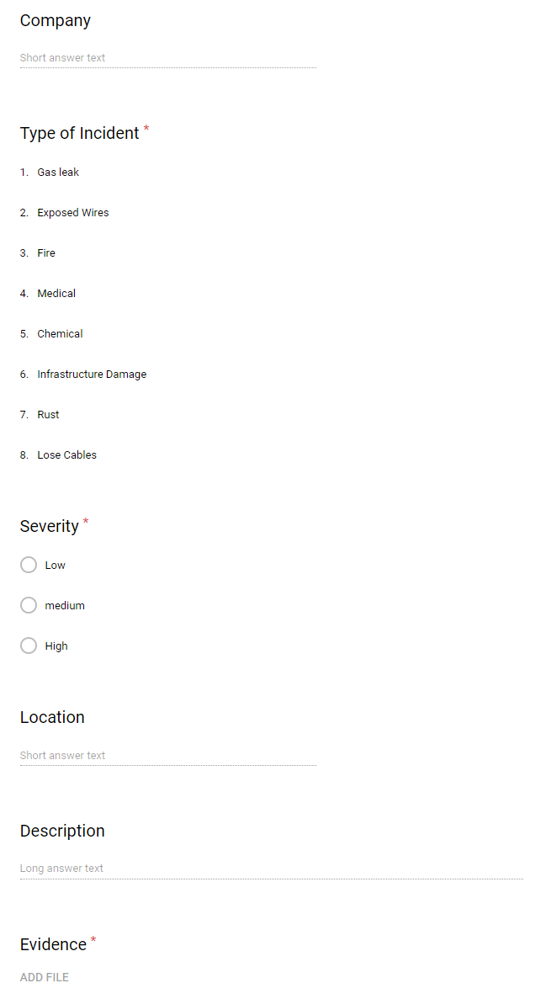 Company
Short answer text
Type of Incident *
1. Gas leak
2. Exposed Wires
3. Fire
4. Medical
5. Chemical
6. Infrastructure Damage
7. Rust
8. Lose Cables
Severity *
Low
medium
High
Location
Short answer text
Description
Long answer text
Evidence *
ADD FILE